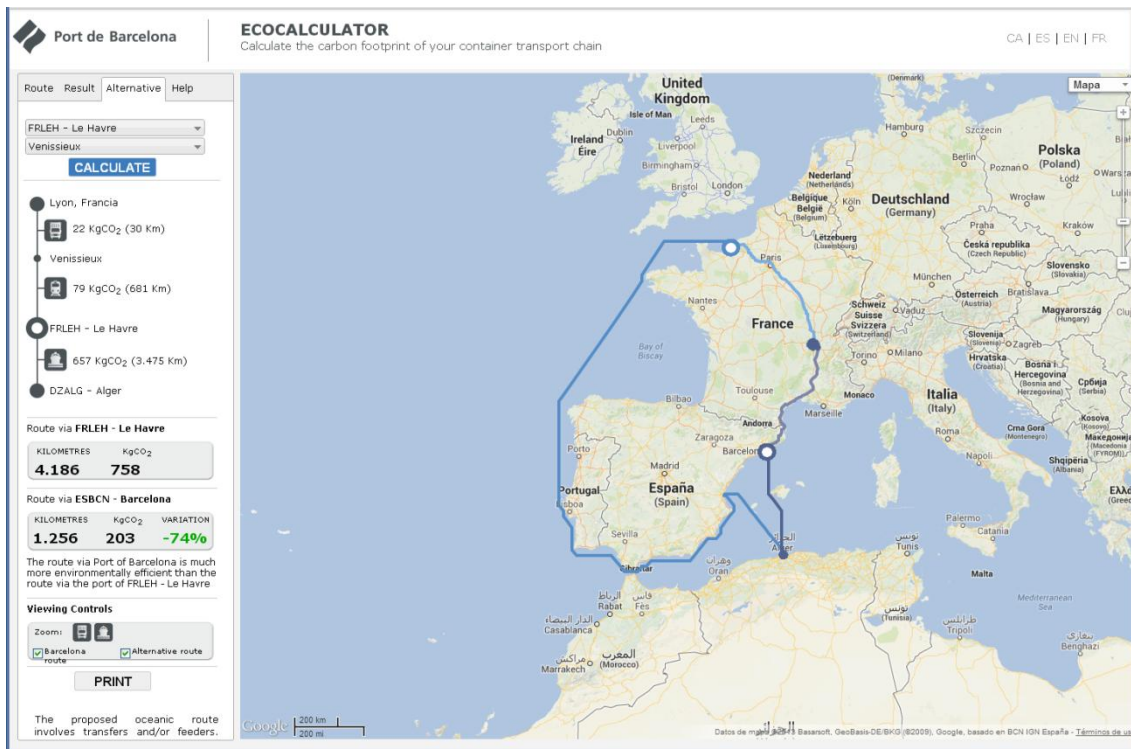 Port de Barcelona
ECOCALCULATOR
Calculate the carbon footprint of your container transport chain
CA | ES | EN | FR
Route Result Alternative Help
FRLEH - Le Havre
Venissieux
CALCULATE
Lyon, Francia
22 KgCO2 (30 Km)
Venissieux
79 KgCO2 (681 Km)
FRLEH - Le Havre
657 KgCO2 (3.475 Km)
DZALG - Alger
Route via FRLEH - Le Havre
KILOMETRES KgCO2
4.186 758
Route via ESBCN - Barcelona
KILOMETRES KgCO2 VARIATION
1.256 203 -74%
The route via Port of Barcelona is much
more environmentally efficient than the
route via the port of FRLEH - Le Havre
Viewing Controls
Zoom:
Barcelona route
Alternative route
PRINT
The proposed oceanic route
involves transfers and/or feeders.
Mapa
(Denmark)
United
Kingdom
Isle of Man
Leeds
Ireland
Éire
Dublin
Liverpool
Birmingham
Bristol
London
Hamburg
Szczecin
Berlin
Poznań
Polska
(Poland)
Łódź
Wrocław
Nederland
(Netherlands)
België
Belgique
Belgien
(Belgium)
Köln
Deutschland
(Germany)
Lëtzebuerg
(Luxembourg)
Praha
Kraków
Česká republika
(Czech Republic)
Slovensko
(Slovakia)
Paris
München
Österreich
(Austria)
Bratislava
Magyarország
(Hungary)
Nantes
France
Schweiz
Suisse
Svizzera
(Switzerland)
Vaduz
Slovenija
(Slovenia)
Zagreb
Hrvatska
(Croatia)
Torino
Milano
Bosna i
Hercegovina
(Bosnia and
Herzegovina)
Србија
(Serbia)
Bay of
Biscay
Toulouse
Monaco
Marseille
Bilbao
Andorra
Italia
(Italy)
Roma
Napoli
Crna Gora
(Montenegro)
Kosova
(Kosovo)
Македониja
(Macedonia
(FYROM))
Shqipëria
(Albania)
Zaragoza
Barcelona
Porto
Madrid
Portugal
Lisboa
España
(Spain)
Sevilla
Gibraltar
الجزائر
Alger
وهران
Oran
Palermo
Catania
تونس
Tunis
Malta
تونس
(Tunisia)
Mediterranean
Sea
الرباط
Rabat
فاس
Fes
الدار البيضاء
Casablanca
مراكش
Marrakech
المغرب
(Morocco)
طرابلس
Tripoli
بنغازي
Benghazi
Google
200 km
200 mi